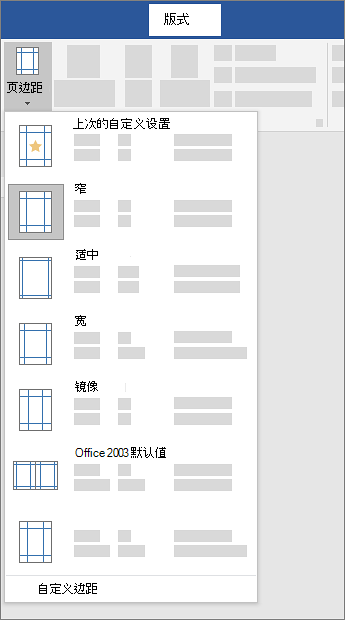 版式
页边距
上次的自定义设置
窄
适中
宽
镜像
Office 2003 默认值
自定义边距